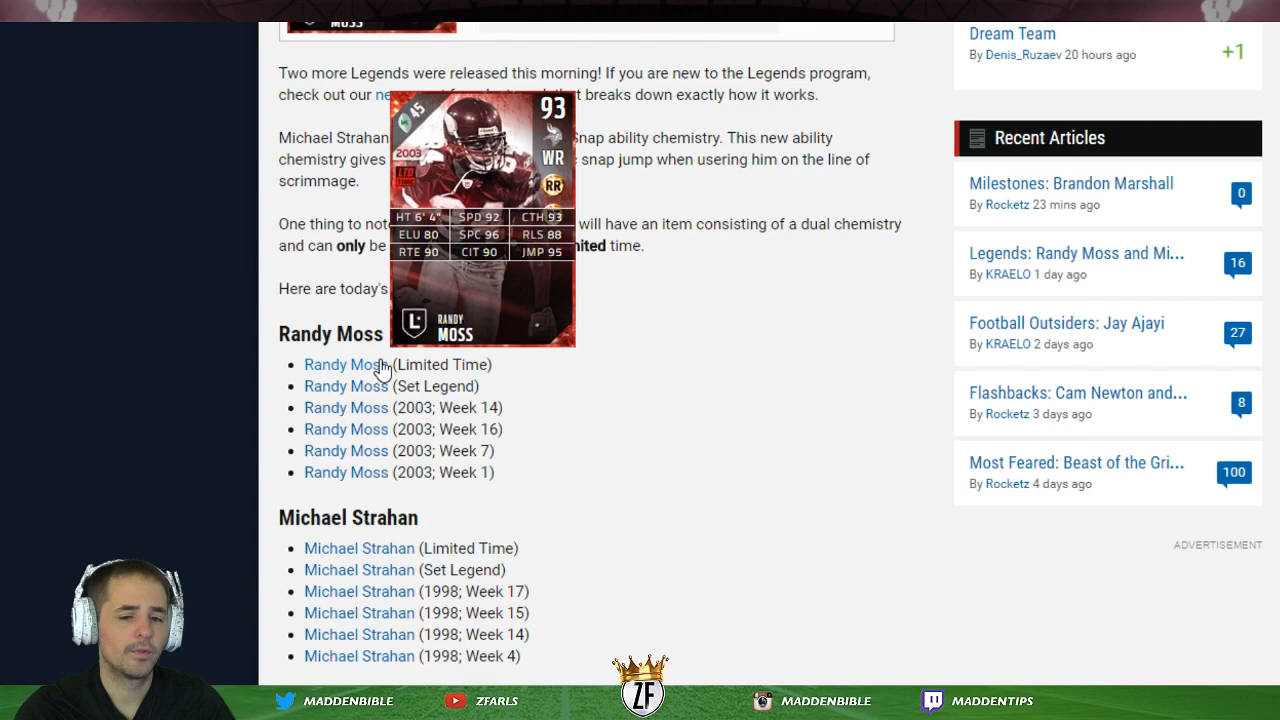 MOSS
Two more Legends were released this morning! If you are new to the Legends program,
check out our ne that breaks down exactly how it works.
Michael Strahan Snap ability chemistry. This new ability
chemistry gives snap jump when usering him on the line of
scrimmage.
One thing to note will have an item consisting of a dual chemistry
and can only be limited time.
Here are today's
45
93
WR
2003
LTD
RR
HT 6' 4" SPD 92 CTH 93
ELU 80 SPC 96 RLS 88
RTE 90 CIT 90 JMP 95
L
RANDY
MOSS
Randy Moss
Randy Moss (Limited Time)
Randy Moss (Set Legend)
Randy Moss (2003; Week 14)
Randy Moss (2003; Week 16)
Randy Moss (2003; Week 7)
Randy Moss (2003; Week 1)
Michael Strahan
Michael Strahan (Limited Time)
Michael Strahan (Set Legend)
Michael Strahan (1998; Week 17)
Michael Strahan (1998; Week 15)
Michael Strahan (1998; Week 14)
Michael Strahan (1998; Week 4)
Dream Team
By Denis_Ruzaev 20 hours ago
+1
Recent Articles
Milestones: Brandon Marshall
By Rocketz 23 mins ago
0
Legends: Randy Moss and Mi...
By KRAELO 1 day ago
16
Football Outsiders: Jay Ajayi
By KRAELO 2 days ago
27
Flashbacks: Cam Newton and...
By Rocketz 3 days ago
8
Most Feared: Beast of the Gri...
By Rocketz 4 days ago
100
ADVERTISEMENT
MADDENBIBLE
ZFARLS
ZF
MADDENBIBLE
MADDENTIPS